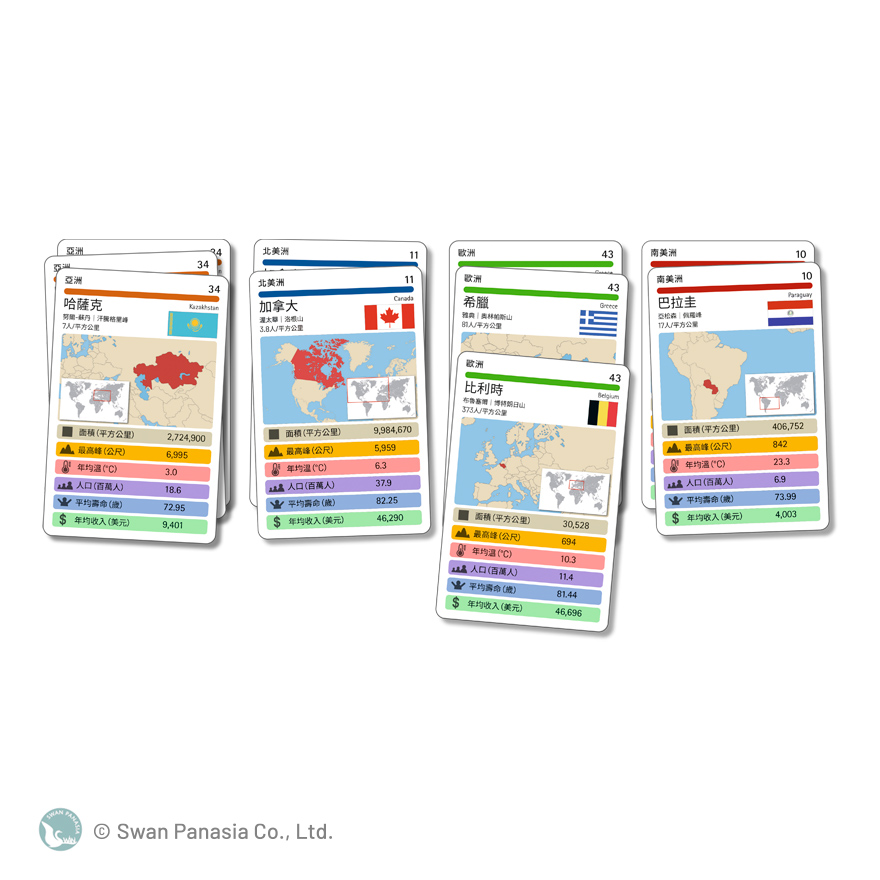 亞洲 34
亞洲 34
亞洲 34
哈薩克 Kazakhstan
努爾-蘇丹｜汗騰格里峰
7人/平方公里
面積(平方公里) 2,724,900
最高峰(公尺) 6,995
年均溫(°C) 3.0
人口(百萬人) 18.6
平均壽命(歲) 72.95
年均收入(美元) 9,401
北美洲 11
北美洲 11
加拿大 Canada
渥太華｜洛根山
3.8人/平方公里
面積(平方公里) 9,984,670
最高峰(公尺) 5,959
年均溫(°C) 6.3
人口(百萬人) 37.9
平均壽命(歲) 82.25
年均收入(美元) 46,290
歐洲 43
歐洲 43
希臘 Greece
雅典｜奧林帕斯山
81人/平方公里
歐洲 43
比利時 Belgium
布魯塞爾｜博特朗日山
373人/平方公里
面積(平方公里) 30,528
最高峰(公尺) 694
年均溫(°C) 10.3
人口(百萬人) 11.4
平均壽命(歲) 81.44
年均收入(美元) 46,696
南美洲 10
南美洲 10
巴拉圭 Paraguay
亞松森｜佩羅峰
17人/平方公里
面積(平方公里) 406,752
最高峰(公尺) 842
年均溫(°C) 23.3
人口(百萬人) 6.9
平均壽命(歲) 73.99
年均收入(美元) 4,003
SWAN PANASIA
© Swan Panasia Co., Ltd.